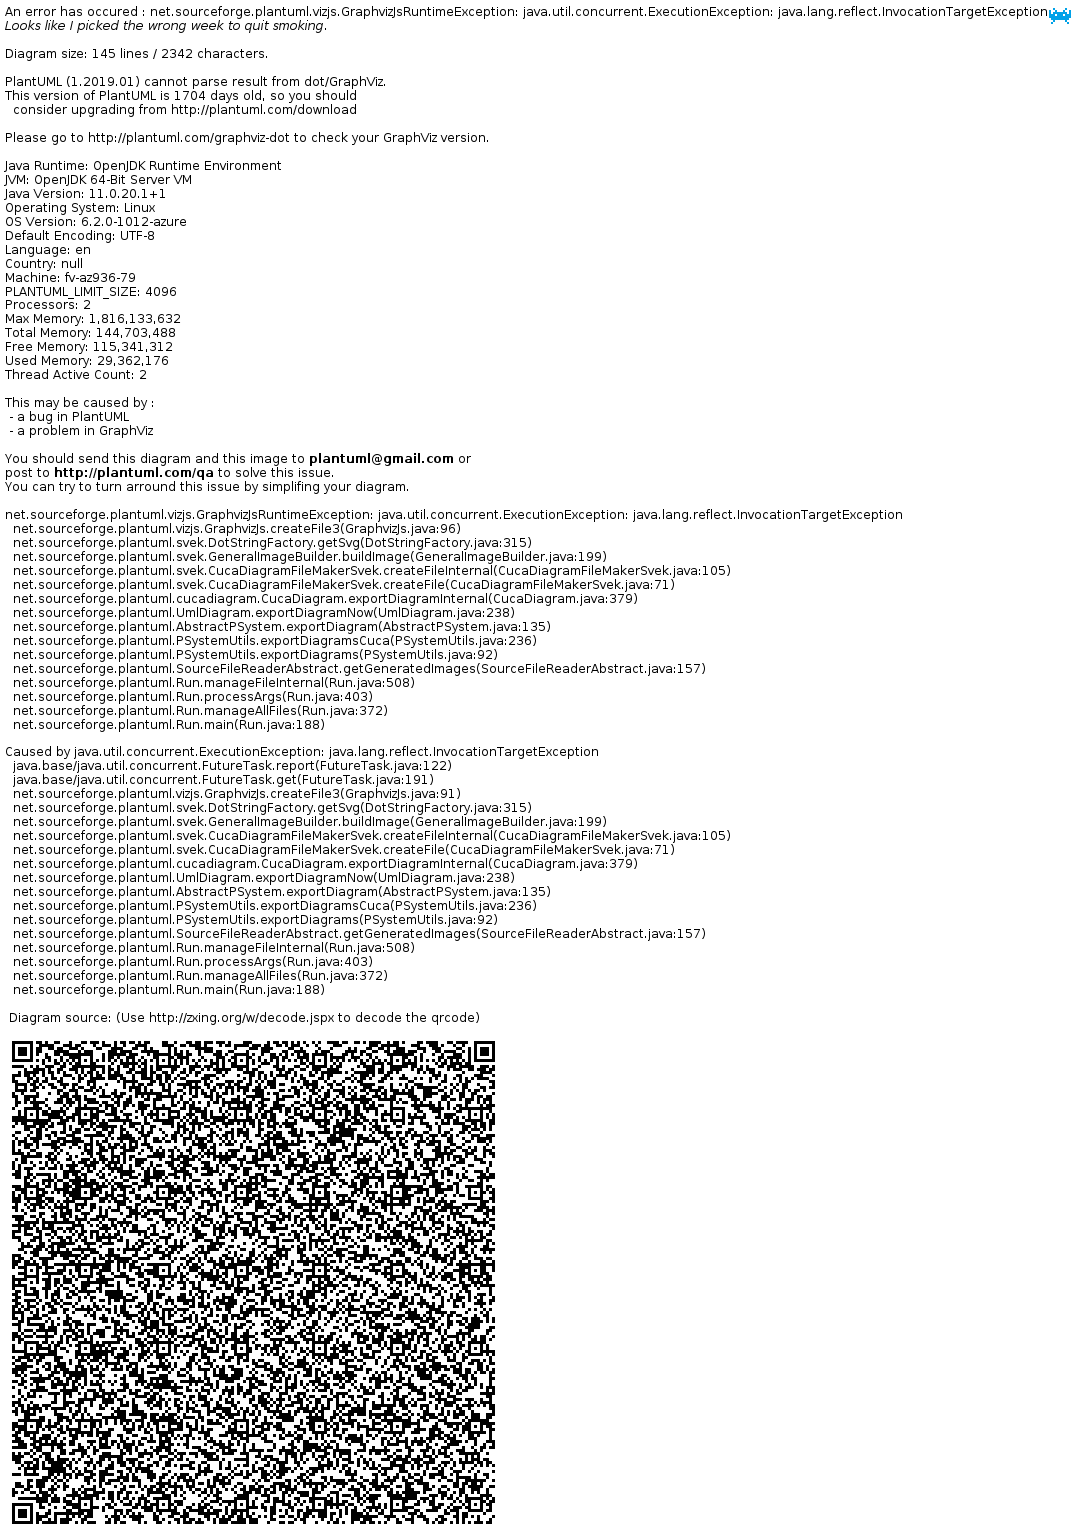 An error has occured : net.sourceforge.plantuml.vizjs.GraphvizJsRuntimeException: java.util.concurrent.ExecutionException: java.lang.reflect.InvocationTargetException
Looks like I picked the wrong week to quit smoking.
Diagram size: 145 lines / 2342 characters.
PlantUML (1.2019.01) cannot parse result from dot/GraphViz.
This version of PlantUML is 1704 days old, so you should
consider upgrading from http://plantuml.com/download
Please go to http://plantuml.com/graphviz-dot to check your GraphViz version.
Java Runtime: OpenJDK Runtime Environment
JVM: OpenJDK 64-Bit Server VM
Java Version: 11.0.20.1+1
Operating System: Linux
OS Version: 6.2.0-1012-azure
Default Encoding: UTF-8
Language: en
Country: null
Machine: fv-az936-79
PLANTUML_LIMIT_SIZE: 4096
Processors: 2
Max Memory: 1,816,133,632
Total Memory: 144,703,488
Free Memory: 115,341,312
Used Memory: 29,362,176
Thread Active Count: 2
This may be caused by :
- a bug in PlantUML
- a problem in GraphViz
You should send this diagram and this image to plantuml@gmail.com or
post to http://plantuml.com/qa to solve this issue.
You can try to turn arround this issue by simplifing your diagram.
net.sourceforge.plantuml.vizjs.GraphvizJsRuntimeException: java.util.concurrent.ExecutionException: java.lang.reflect.InvocationTargetException
net.sourceforge.plantuml.vizjs.GraphvizJs.createFile3(GraphvizJs.java:96)
net.sourceforge.plantuml.svek.DotStringFactory.getSvg(DotStringFactory.java:315)
net.sourceforge.plantuml.svek.GeneralImageBuilder.buildImage(GeneralImageBuilder.java:199)
net.sourceforge.plantuml.svek.CucaDiagramFileMakerSvek.createFileInternal(CucaDiagramFileMakerSvek.java:105)
net.sourceforge.plantuml.svek.CucaDiagramFileMakerSvek.createFile(CucaDiagramFileMakerSvek.java:71)
net.sourceforge.plantuml.cucadiagram.CucaDiagram.exportDiagramInternal(CucaDiagram.java:379)
net.sourceforge.plantuml.UmlDiagram.exportDiagramNow(UmlDiagram.java:238)
net.sourceforge.plantuml.AbstractPSystem.exportDiagram(AbstractPSystem.java:135)
net.sourceforge.plantuml.PSystemUtils.exportDiagramsCuca(PSystemUtils.java:236)
net.sourceforge.plantuml.PSystemUtils.exportDiagrams(PSystemUtils.java:92)
net.sourceforge.plantuml.SourceFileReaderAbstract.getGeneratedImages(SourceFileReaderAbstract.java:157)
net.sourceforge.plantuml.Run.manageFileInternal(Run.java:508)
net.sourceforge.plantuml.Run.processArgs(Run.java:403)
net.sourceforge.plantuml.Run.manageAllFiles(Run.java:372)
net.sourceforge.plantuml.Run.main(Run.java:188)
Caused by java.util.concurrent.ExecutionException: java.lang.reflect.InvocationTargetException
java.base/java.util.concurrent.FutureTask.report(FutureTask.java:122)
java.base/java.util.concurrent.FutureTask.get(FutureTask.java:191)
net.sourceforge.plantuml.vizjs.GraphvizJs.createFile3(GraphvizJs.java:91)
net.sourceforge.plantuml.svek.DotStringFactory.getSvg(DotStringFactory.java:315)
net.sourceforge.plantuml.svek.GeneralImageBuilder.buildImage(GeneralImageBuilder.java:199)
net.sourceforge.plantuml.svek.CucaDiagramFileMakerSvek.createFileInternal(CucaDiagramFileMakerSvek.java:105)
net.sourceforge.plantuml.svek.CucaDiagramFileMakerSvek.createFile(CucaDiagramFileMakerSvek.java:71)
net.sourceforge.plantuml.cucadiagram.CucaDiagram.exportDiagramInternal(CucaDiagram.java:379)
net.sourceforge.plantuml.UmlDiagram.exportDiagramNow(UmlDiagram.java:238)
net.sourceforge.plantuml.AbstractPSystem.exportDiagram(AbstractPSystem.java:135)
net.sourceforge.plantuml.PSystemUtils.exportDiagramsCuca(PSystemUtils.java:236)
net.sourceforge.plantuml.PSystemUtils.exportDiagrams(PSystemUtils.java:92)
net.sourceforge.plantuml.SourceFileReaderAbstract.getGeneratedImages(SourceFileReaderAbstract.java:157)
net.sourceforge.plantuml.Run.manageFileInternal(Run.java:508)
net.sourceforge.plantuml.Run.processArgs(Run.java:403)
net.sourceforge.plantuml.Run.manageAllFiles(Run.java:372)
net.sourceforge.plantuml.Run.main(Run.java:188)
Diagram source: (Use http://zxing.org/w/decode.jspx to decode the qrcode)